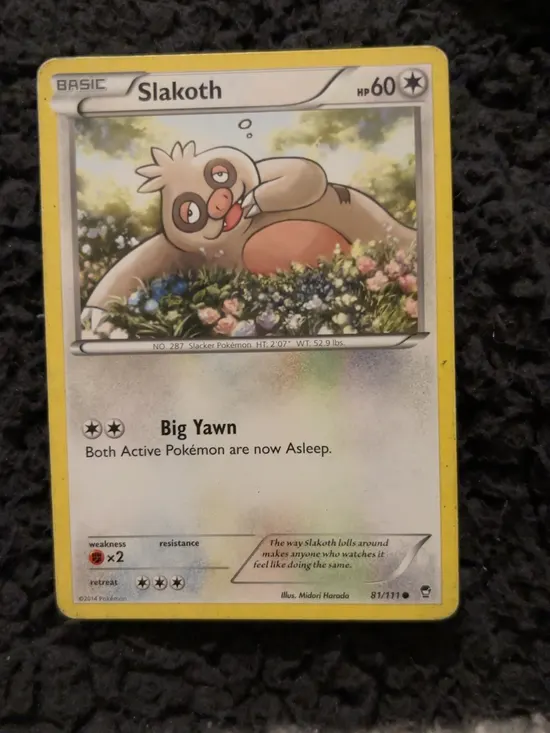 BASIC
Slakoth
HP60
NO. 287 Slacker Pokémon HT: 2'07" WT: 52.9 lbs.
Big Yawn
Both Active Pokémon are now Asleep.
weakness
×2
resistance
retreat
The way Slakoth lolls around
makes anyone who watches it
feel like doing the same.
©2014 Pokémon
Illus. Midori Harada
81/111